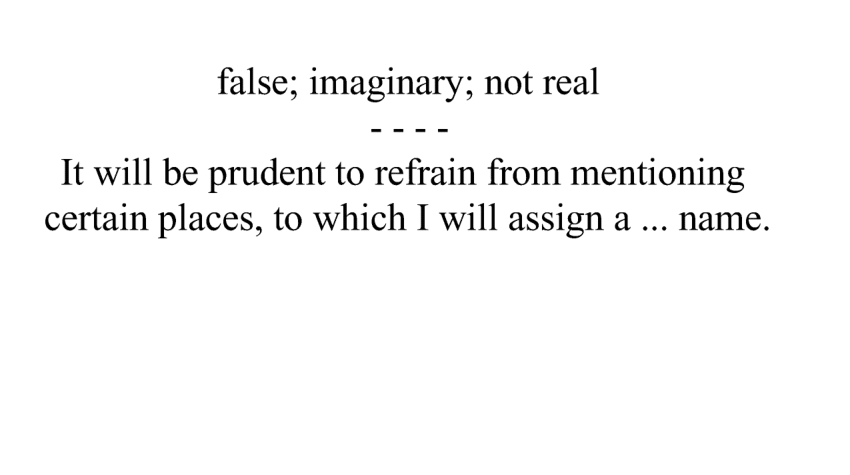 false; imaginary; not real
- - - -
It will be prudent to refrain from mentioning
certain places, to which I will assign a ... name.